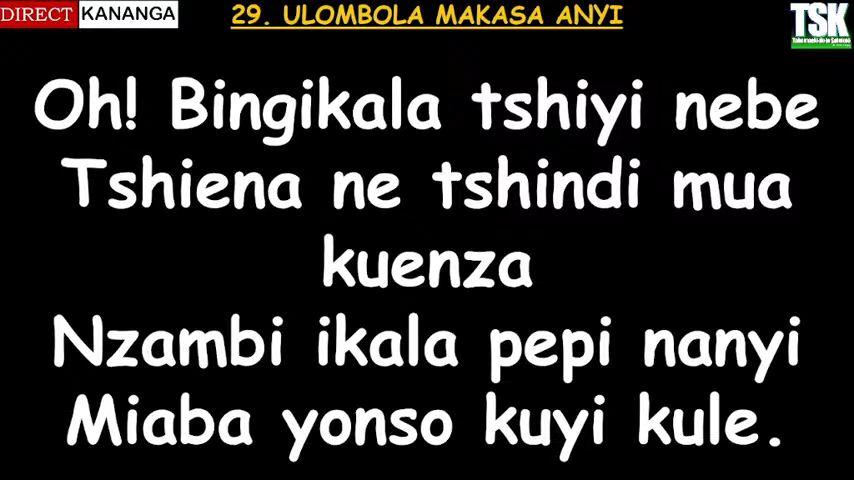 DIRECT KANANGA
29. ULOMBOLA MAKASA ANYI
TSK
Oh! Bingikala tshiyi nebe
Tshiena ne tshindi mua
kuenza
Nzambi ikala pepi nanyi
Miaba yonso kuyi kule.